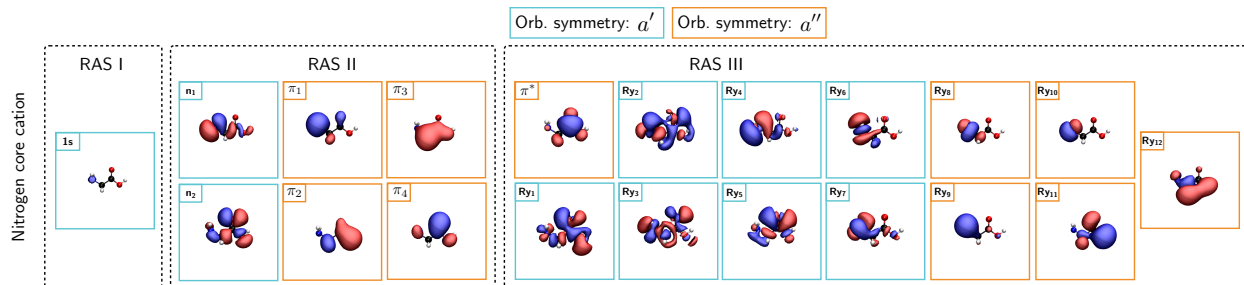 Orb. symmetry: a′ Orb. symmetry: a′′
RAS I RAS II RAS III
Nitrogen core cation
n₁ π₁ π₃ π* Ry₂ Ry₄ Ry₆ Ry₈ Ry₁₀
1s Ry₁₂
n₂ π₂ π₄ Ry₁ Ry₃ Ry₅ Ry₇ Ry₉ Ry₁₁